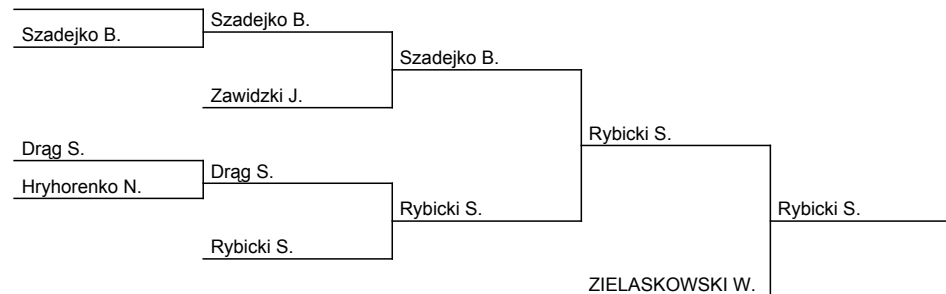 Szadejko B.
Szadejko B.
Szadejko B.
Zawidzki J.
Rybicki S.
Drąg S.
Drąg S.
Hryhorenko N.
Rybicki S.
Rybicki S.
Rybicki S.
ZIELASKOWSKI W.